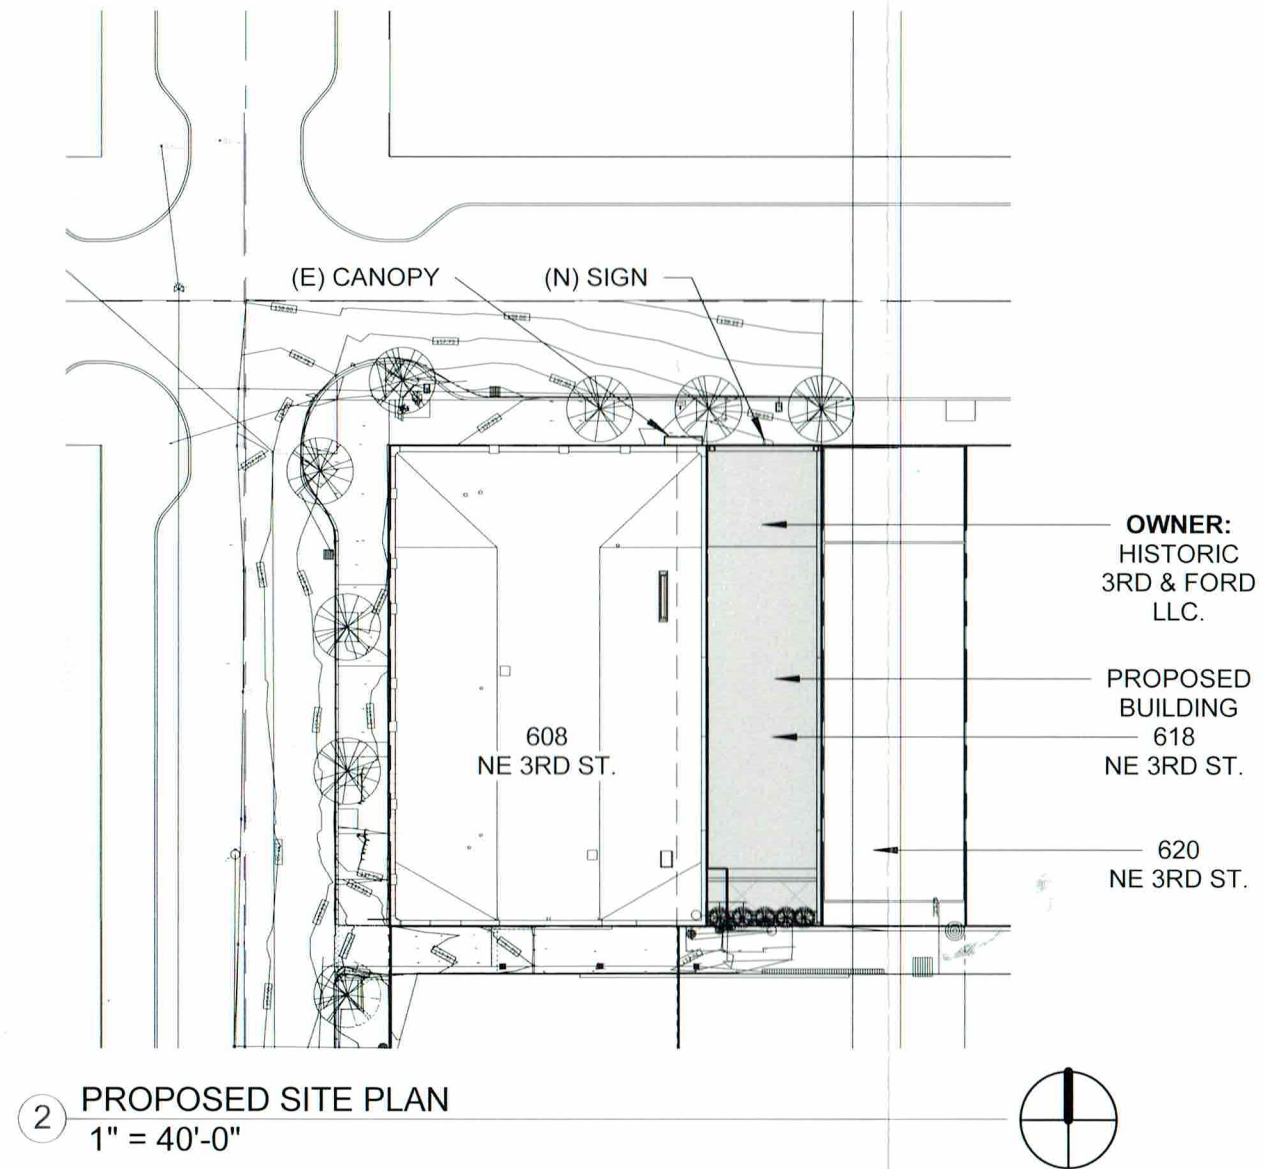 (E) CANOPY
(N) SIGN
OWNER:
HISTORIC
3RD & FORD
LLC.
PROPOSED
BUILDING
618
NE 3RD ST.
608
NE 3RD ST.
620
NE 3RD ST.
2
PROPOSED SITE PLAN
1" = 40'-0"